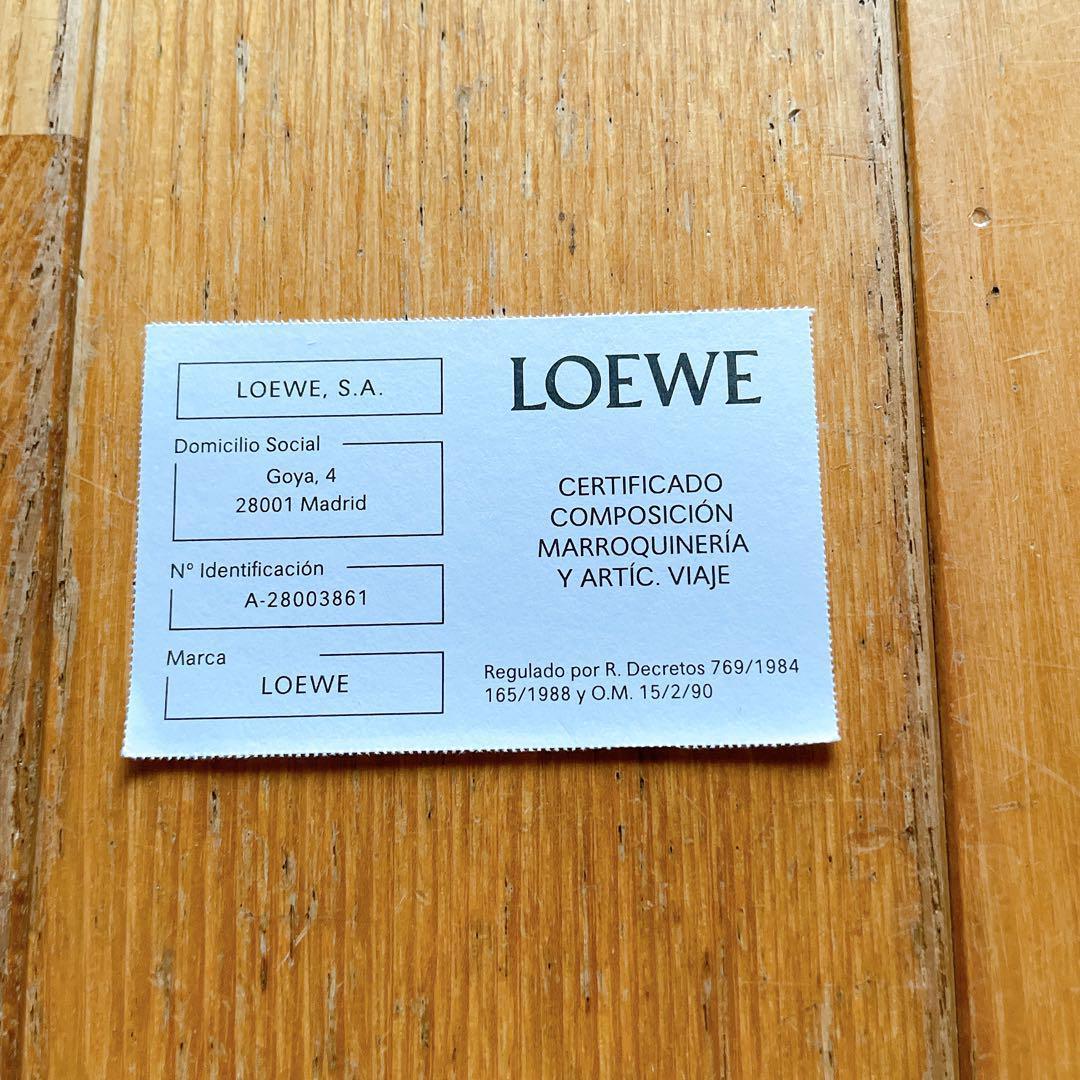 LOEWE, S.A.
Domicilio Social
Goya, 4
28001 Madrid
Nº Identificación
A-28003861
Marca
LOEWE
LOEWE
CERTIFICADO
COMPOSICIÓN
MARROQUINERÍA
Y ARTÍC. VIAJE
Regulado por R. Decretos 769/1984
165/1988 y O.M. 15/2/90